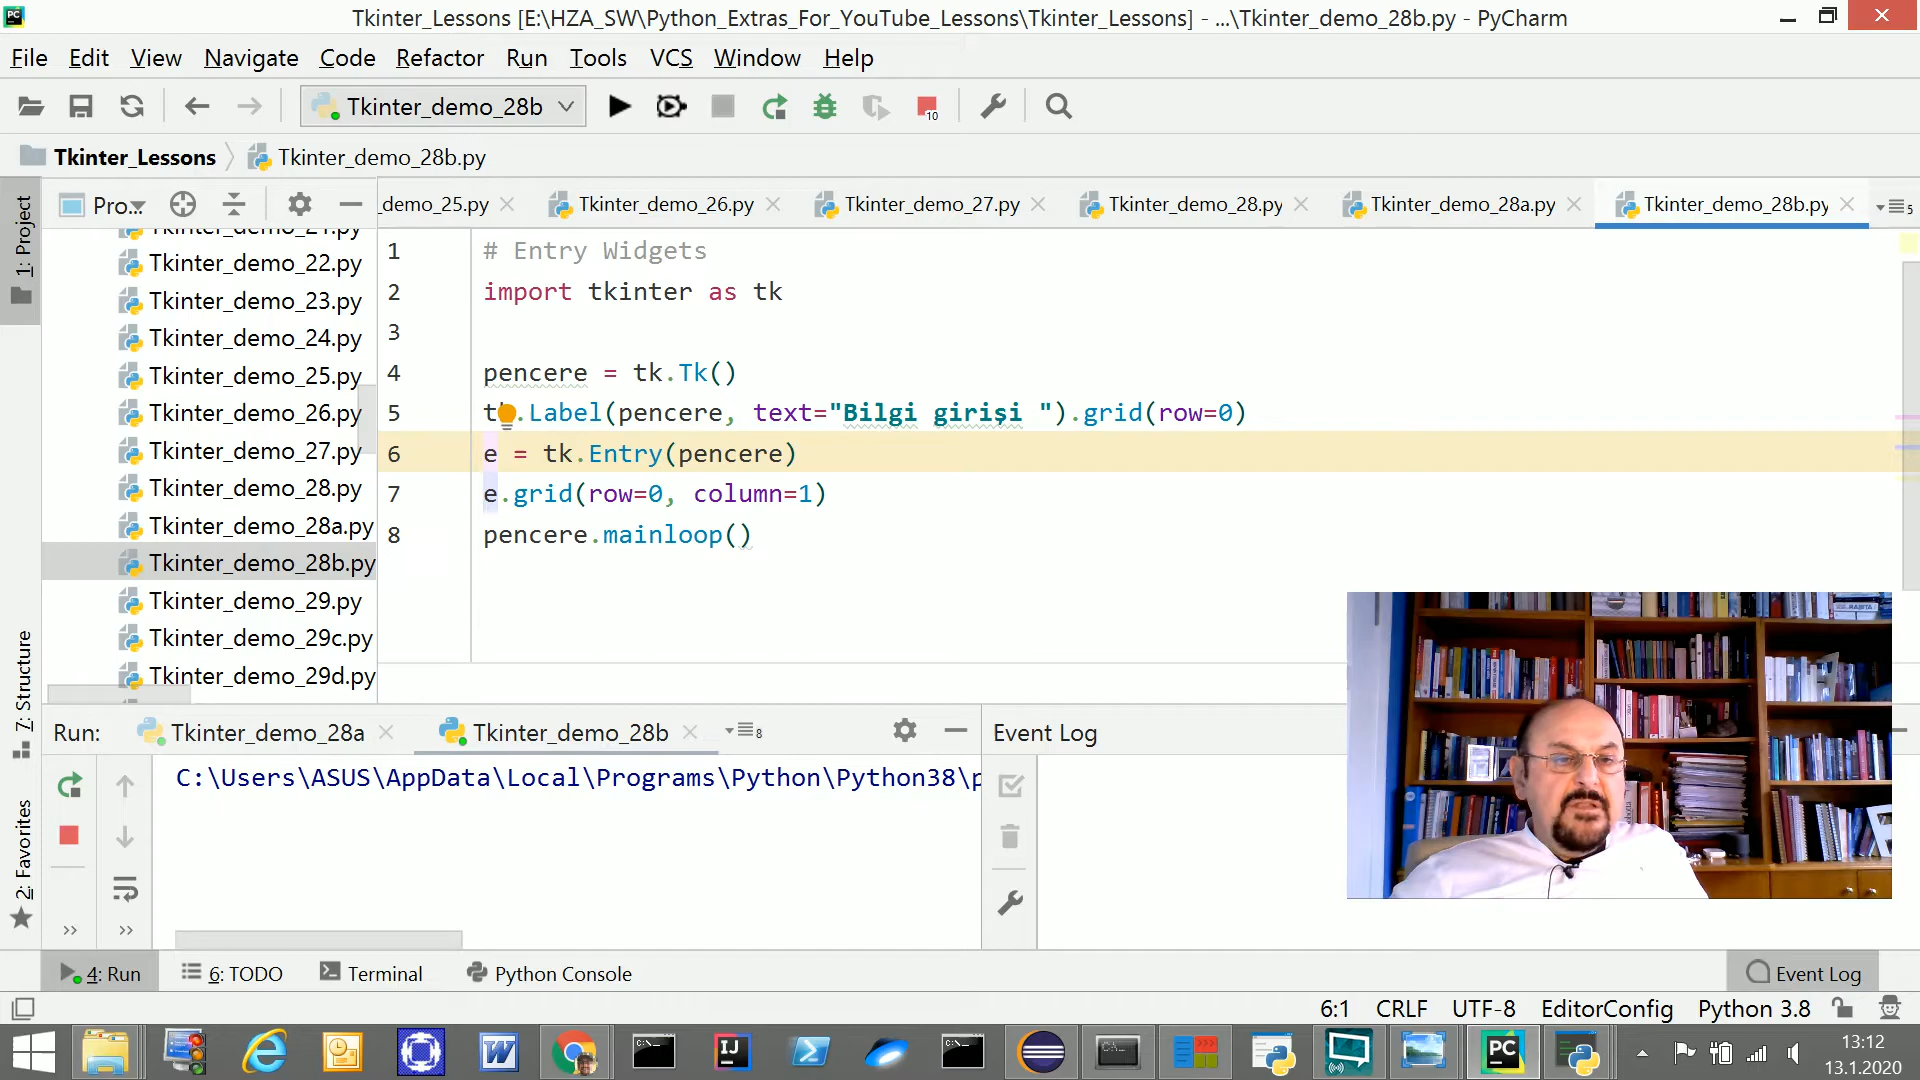 Tkinter_Lessons [E:\HZA_SW\Python_Extras_For_YouTube_Lessons\Tkinter_Lessons] - ...\Tkinter_demo_28b.py - PyCharm
File Edit View Navigate Code Refactor Run Tools VCS Window Help
Tkinter_demo_28b
10
Tkinter_Lessons Tkinter_demo_28b.py
Pro... _demo_25.py Tkinter_demo_26.py Tkinter_demo_27.py Tkinter_demo_28.py Tkinter_demo_28a.py Tkinter_demo_28b.py 5
1: Project
Tkinter_demo_22.py
Tkinter_demo_23.py
Tkinter_demo_24.py
Tkinter_demo_25.py
Tkinter_demo_26.py
Tkinter_demo_27.py
Tkinter_demo_28.py
Tkinter_demo_28a.py
Tkinter_demo_28b.py
Tkinter_demo_29.py
Tkinter_demo_29c.py
Tkinter_demo_29d.py
1 # Entry Widgets
2 import tkinter as tk
3
4 pencere = tk.Tk()
5 t .Label(pencere, text="Bilgi girişi ").grid(row=0)
6 e = tk.Entry(pencere)
7 e.grid(row=0, column=1)
8 pencere.mainloop()
7: Structure
2: Favorites
Run: Tkinter_demo_28a Tkinter_demo_28b 8
C:\Users\ASUS\AppData\Local\Programs\Python\Python38\p
Event Log
4: Run 6: TODO Terminal Python Console Event Log
6:1 CRLF UTF-8 EditorConfig Python 3.8
13:12
13.1.2020